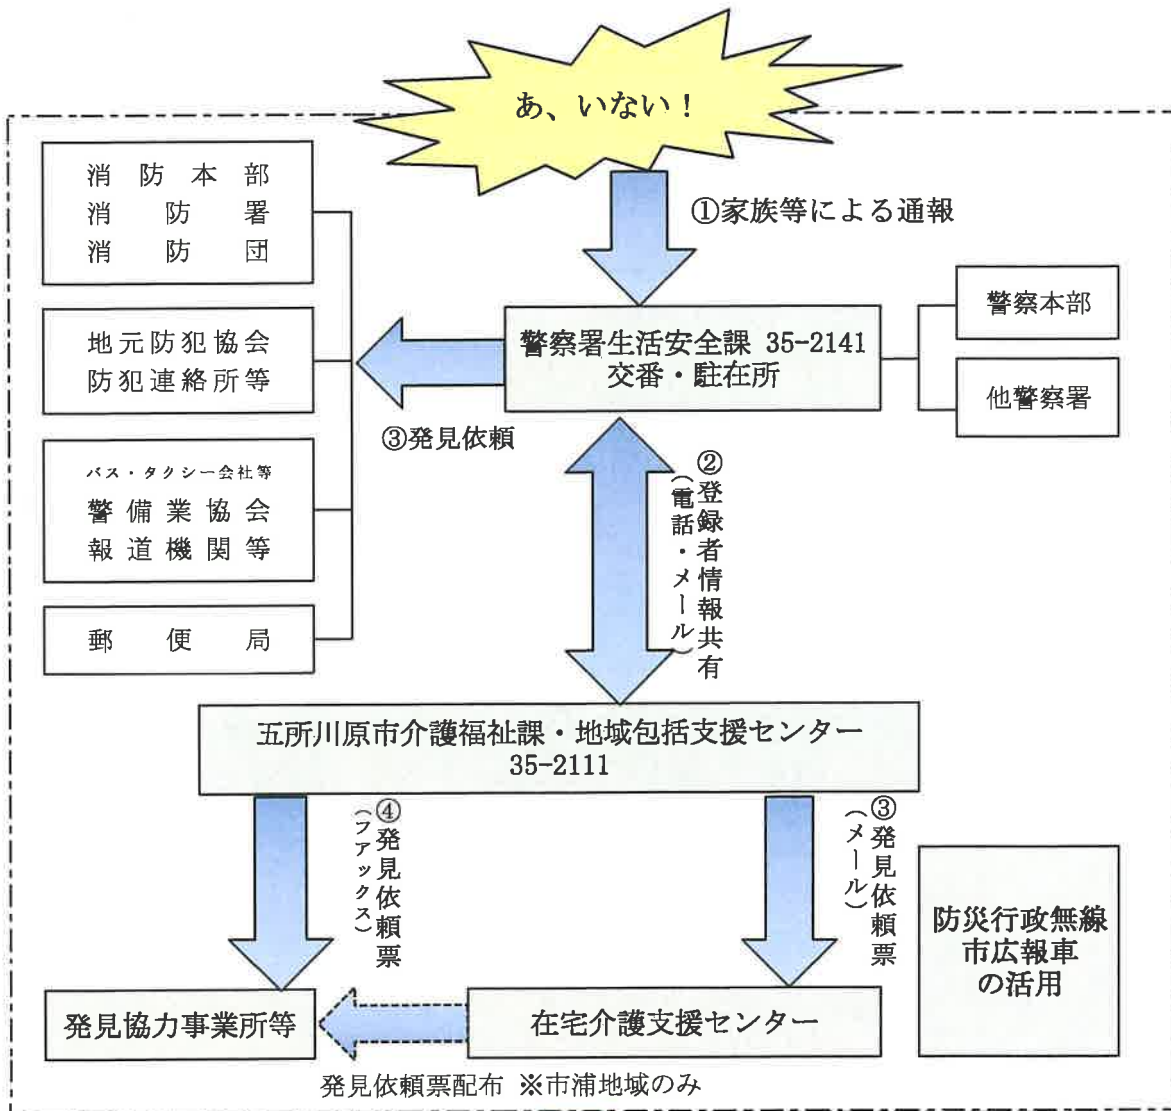 あ、いない！
①家族等による通報
消防本部
消防署
消防団
地元防犯協会
防犯連絡所等
バス・タクシー会社等
警備業協会
報道機関等
郵便局
警察署生活安全課 35-2141
交番・駐在所
警察本部
他警察署
③発見依頼
②登録者情報共有
（電話・メール）
五所川原市介護福祉課・地域包括支援センター
35-2111
④発見依頼票
（フアックス）
③発見依頼票
（メール）
防災行政無線
市広報車
の活用
発見協力事業所等
在宅介護支援センター
発見依頼票配布 ※市浦地域のみ